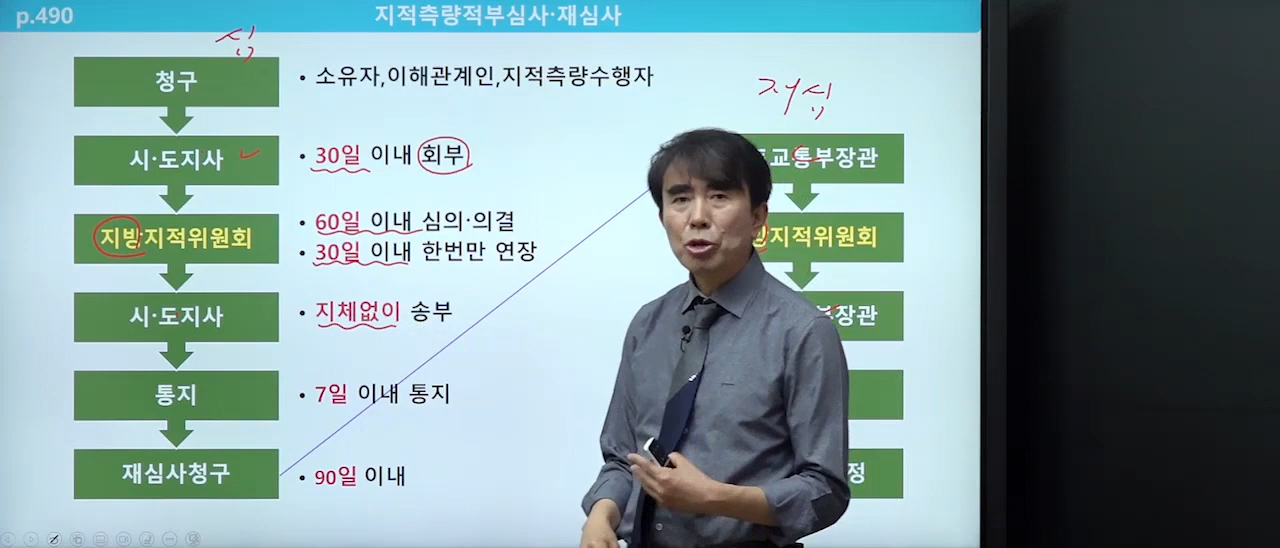 p.490
지적측량적부심사·재심사
심
청구
• 소유자,이해관계인,지적측량수행자
시·도지사
• 30일 이내 회부
지방지적위원회
• 60일 이내 심의·의결
• 30일 이내 한번만 연장
시·도지사
• 지체없이 송부
통지
• 7일 이내 통지
재심사청구
• 90일 이내
재심
교통부장관
지적위원회
장관
정